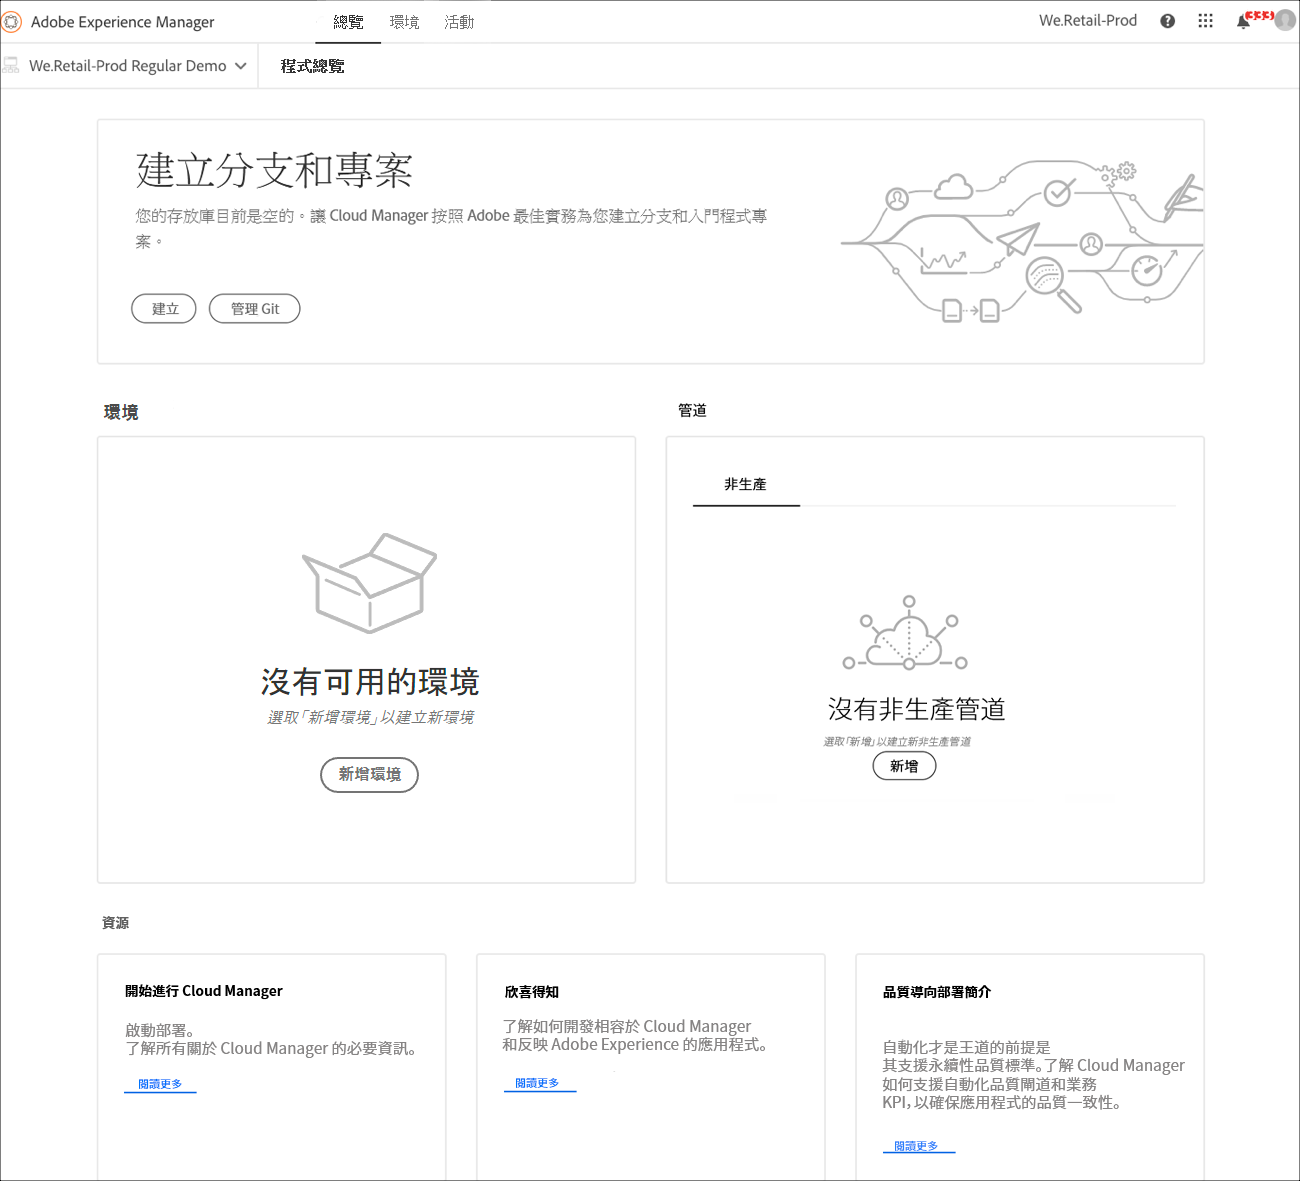 Adobe Experience Manager
總覽
環境
活動
We.Retail-Prod
We.Retail-Prod Regular Demo
程式總覽
建立分支和專案
您的存放庫目前是空的。讓 Cloud Manager 按照 Adobe 最佳實務為您建立分支和入門程式專
案。
建立
管理 Git
環境
管道
沒有可用的環境
選取「新增環境」以建立新環境
新增環境
非生產
沒有非生產管道
選取「新增」以建立新非生產管道
新增
資源
開始進行 Cloud Manager
啟動部署。
了解所有關於 Cloud Manager 的必要資訊。
閱讀更多
欣喜得知
了解如何開發相容於 Cloud Manager
和反映 Adobe Experience 的應用程式。
閱讀更多
品質導向部署簡介
自動化才是王道的前提是
其支援永續性品質標準。了解 Cloud Manager
如何支援自動化品質閘道和業務
KPI，以確保應用程式的品質一致性。
閱讀更多